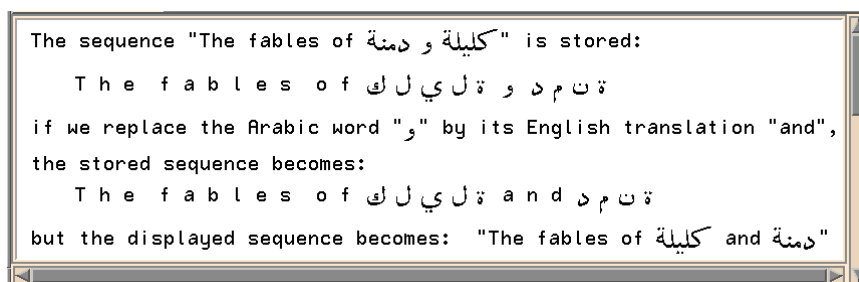 The sequence "The fables of كليلة و دمنة" is stored:
T h e f a b l e s o f ك ل ي ل ة و د م ن ة
if we replace the Arabic word "و" by its English translation "and",
the stored sequence becomes:
T h e f a b l e s o f ك ل ي ل ة a n d د م ن ة
but the displayed sequence becomes: "The fables of كليلة and دمنة"